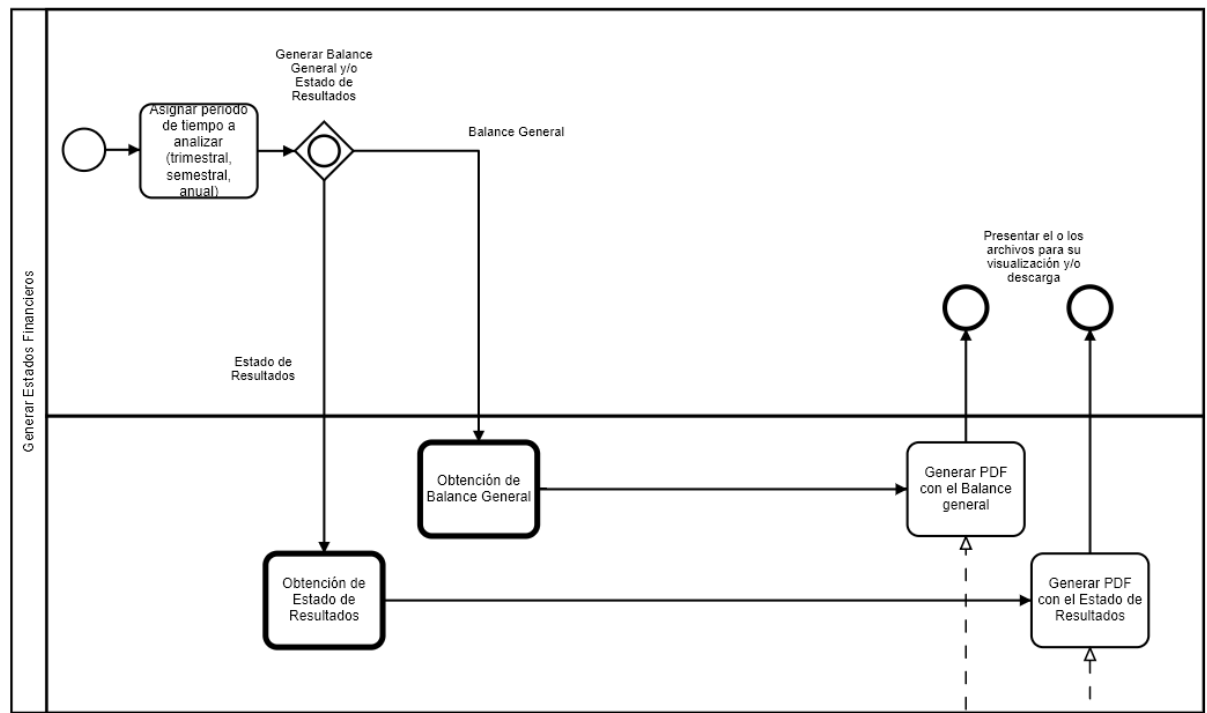 Generar Estados Financieros
Generar Balance
General y/o
Estado de
Resultados
Asignar periodo
de tiempo a
analizar
(trimestral,
semestral,
anual)
Balance General
Presentar el o los
archivos para su
visualización y/o
descarga
Estado de
Resultados
Obtención de
Balance General
Generar PDF
con el Balance
general
Obtención de
Estado de
Resultados
Generar PDF
con el Estado de
Resultados